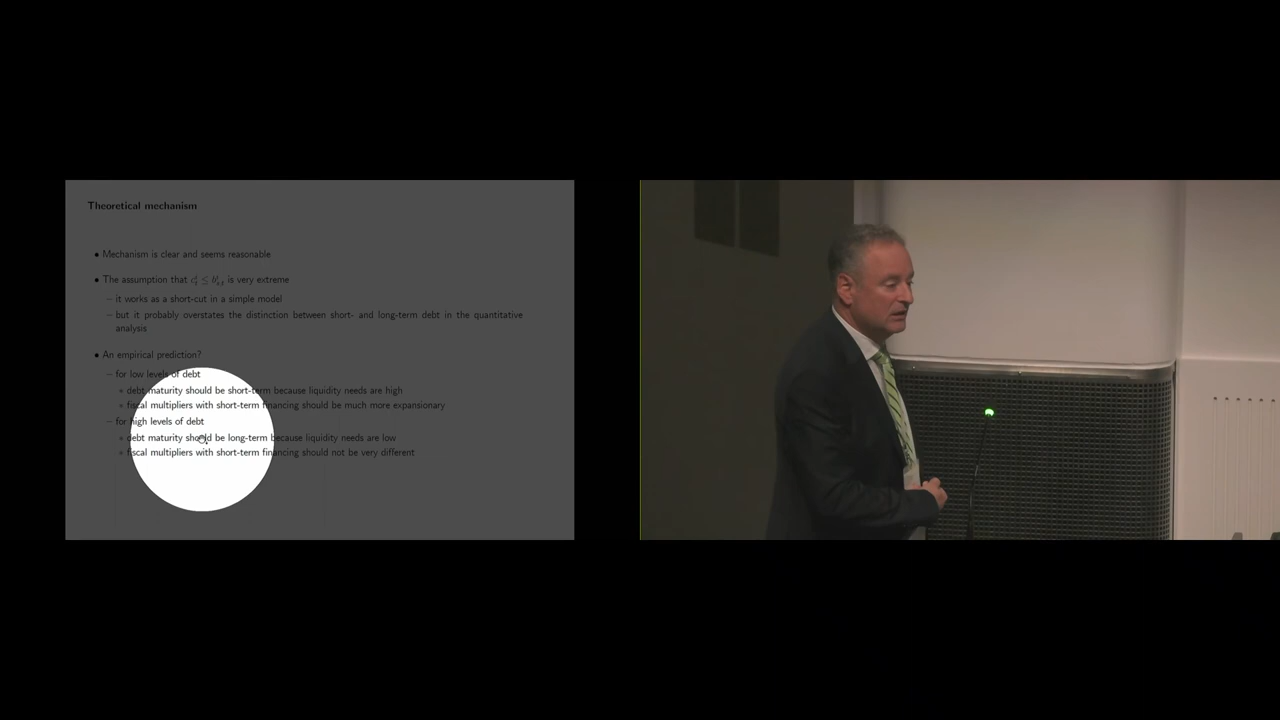 Theoretical mechanism
• Mechanism is clear and seems reasonable
• The assumption that is very extreme
– it works as a short-cut in a simple model
– but it probably overstates the distinction between short- and long-term debt in the quantitative
analysis
• An empirical prediction?
– for low levels of debt
∗ debt maturity should be short-term because liquidity needs are high
∗ fiscal multipliers with short-term financing should be much more expansionary
– for high levels of debt
∗ debt maturity should be long-term because liquidity needs are low
∗ fiscal multipliers with short-term financing should not be very different